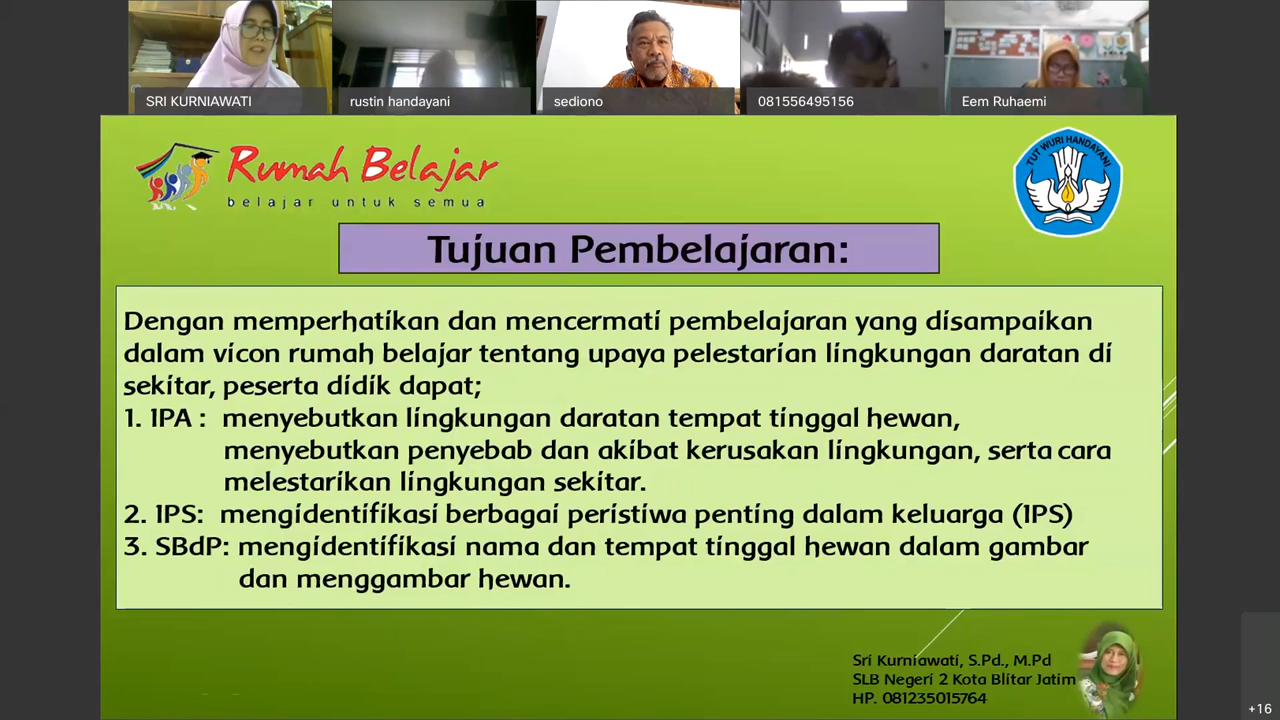 SRI KURNIAWATI
rustin handayani
sediono
081556495156
Eem Ruhaemi
Rumah Belajar
belajar untuk semua
TUT WURI HANDAYANI
Tujuan Pembelajaran:
Dengan memperhatikan dan mencermati pembelajaran yang disampaikan
dalam vicon rumah belajar tentang upaya pelestarian lingkungan daratan di
sekitar, peserta didik dapat;
1. IPA : menyebutkan lingkungan daratan tempat tinggal hewan,
menyebutkan penyebab dan akibat kerusakan lingkungan, serta cara
melestarikan lingkungan sekitar.
2. IPS: mengidentifikasi berbagai peristiwa penting dalam keluarga (IPS)
3. SBdP: mengidentifikasi nama dan tempat tinggal hewan dalam gambar
dan menggambar hewan.
Sri Kurniawati, S.Pd., M.Pd
SLB Negeri 2 Kota Blitar Jatim
HP. 081235015764
+16